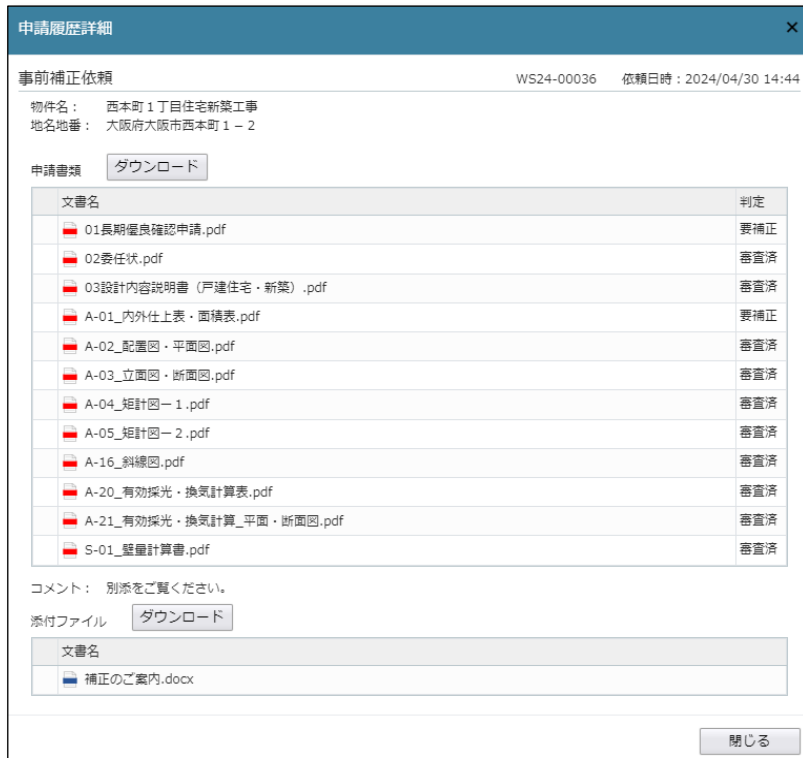 申請履歴詳細 ×
事前補正依頼 WS24-00036 依頼日時：2024/04/30 14:44
物件名： 西本町１丁目住宅新築工事
地名地番： 大阪府大阪市西本町１－２
申請書類 ダウンロード
文書名 判定
01長期優良確認申請.pdf 要補正
02委任状.pdf 審査済
03設計内容説明書（戸建住宅・新築）.pdf 審査済
A-01_内外仕上表・面積表.pdf 要補正
A-02_配置図・平面図.pdf 審査済
A-03_立面図・断面図.pdf 審査済
A-04_矩計図ー１.pdf 審査済
A-05_矩計図ー２.pdf 審査済
A-16_斜線図.pdf 審査済
A-20_有効採光・換気計算表.pdf 審査済
A-21_有効採光・換気計算_平面・断面図.pdf 審査済
S-01_壁量計算書.pdf 審査済
コメント： 別添をご覧ください。
添付ファイル ダウンロード
文書名
補正のご案内.docx
閉じる